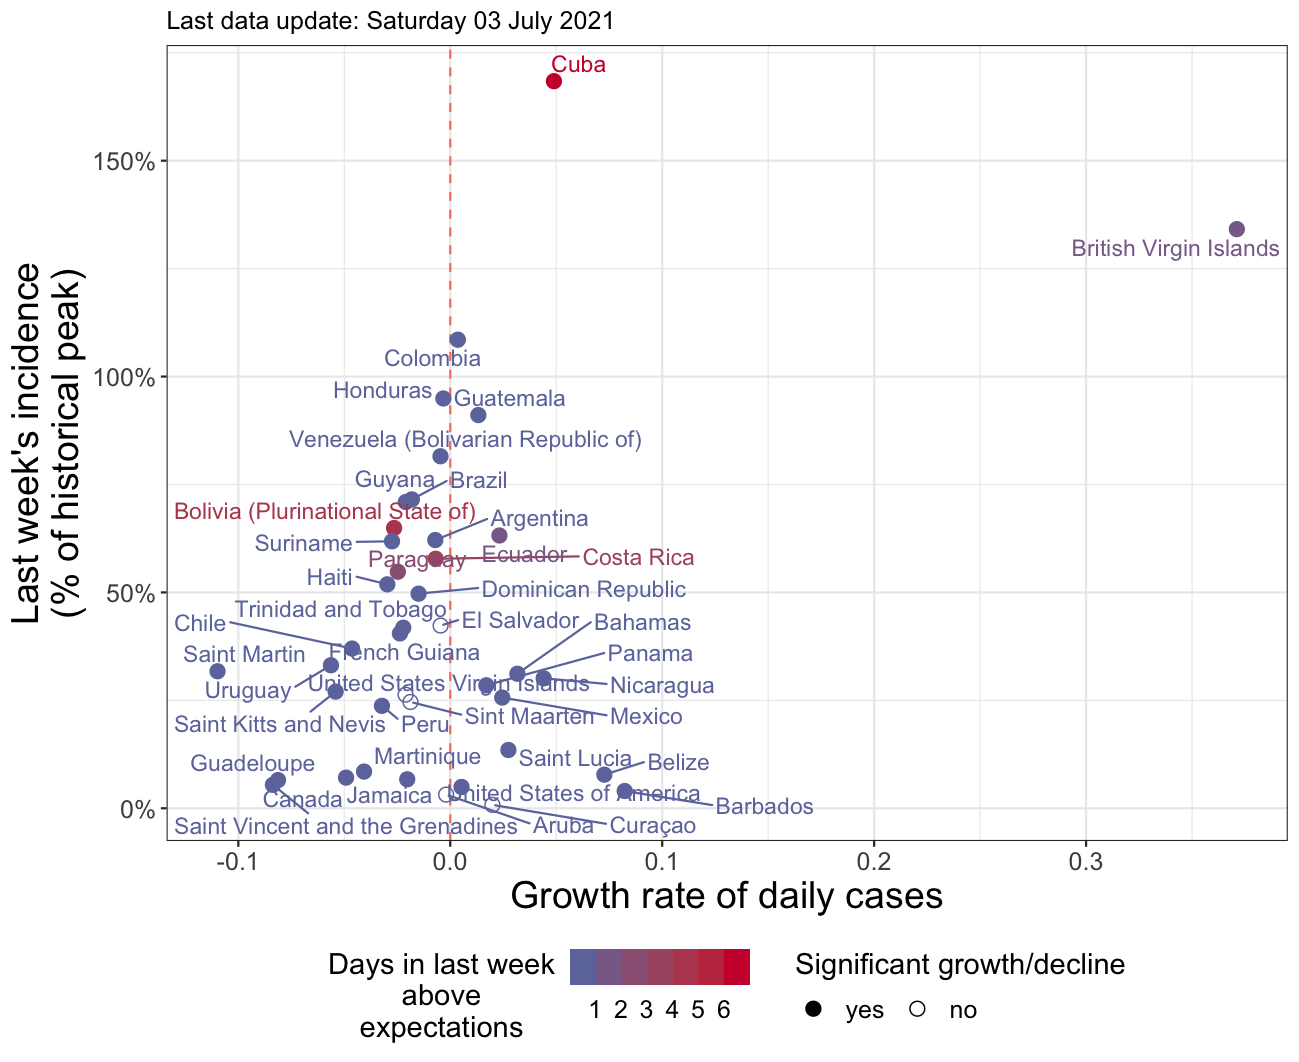 Last data update: Saturday 03 July 2021
Cuba
150%
British Virgin Islands
Colombia
100%
Honduras
Guatemala
Venezuela (Bolivarian Republic of)
Guyana
Brazil
Bolivia (Plurinational State of)
Argentina
Suriname
Paraguay
Ecuador
Costa Rica
Haiti
50%
Dominican Republic
Trinidad and Tobago
Chile
El Salvador
Bahamas
Saint Martin
French Guiana
Panama
Uruguay
United States Virgin Islands
Nicaragua
Saint Kitts and Nevis
Peru
Sint Maarten
Mexico
Guadeloupe
Martinique
Saint Lucia
Belize
0%
Canada
Jamaica
United States of America
Barbados
Saint Vincent and the Grenadines
Aruba
Curaçao
-0.1
0.0
0.1
0.2
0.3
Last week's incidence
(% of historical peak)
Growth rate of daily cases
Days in last week
above
expectations
1 2 3 4 5 6
Significant growth/decline
yes
no